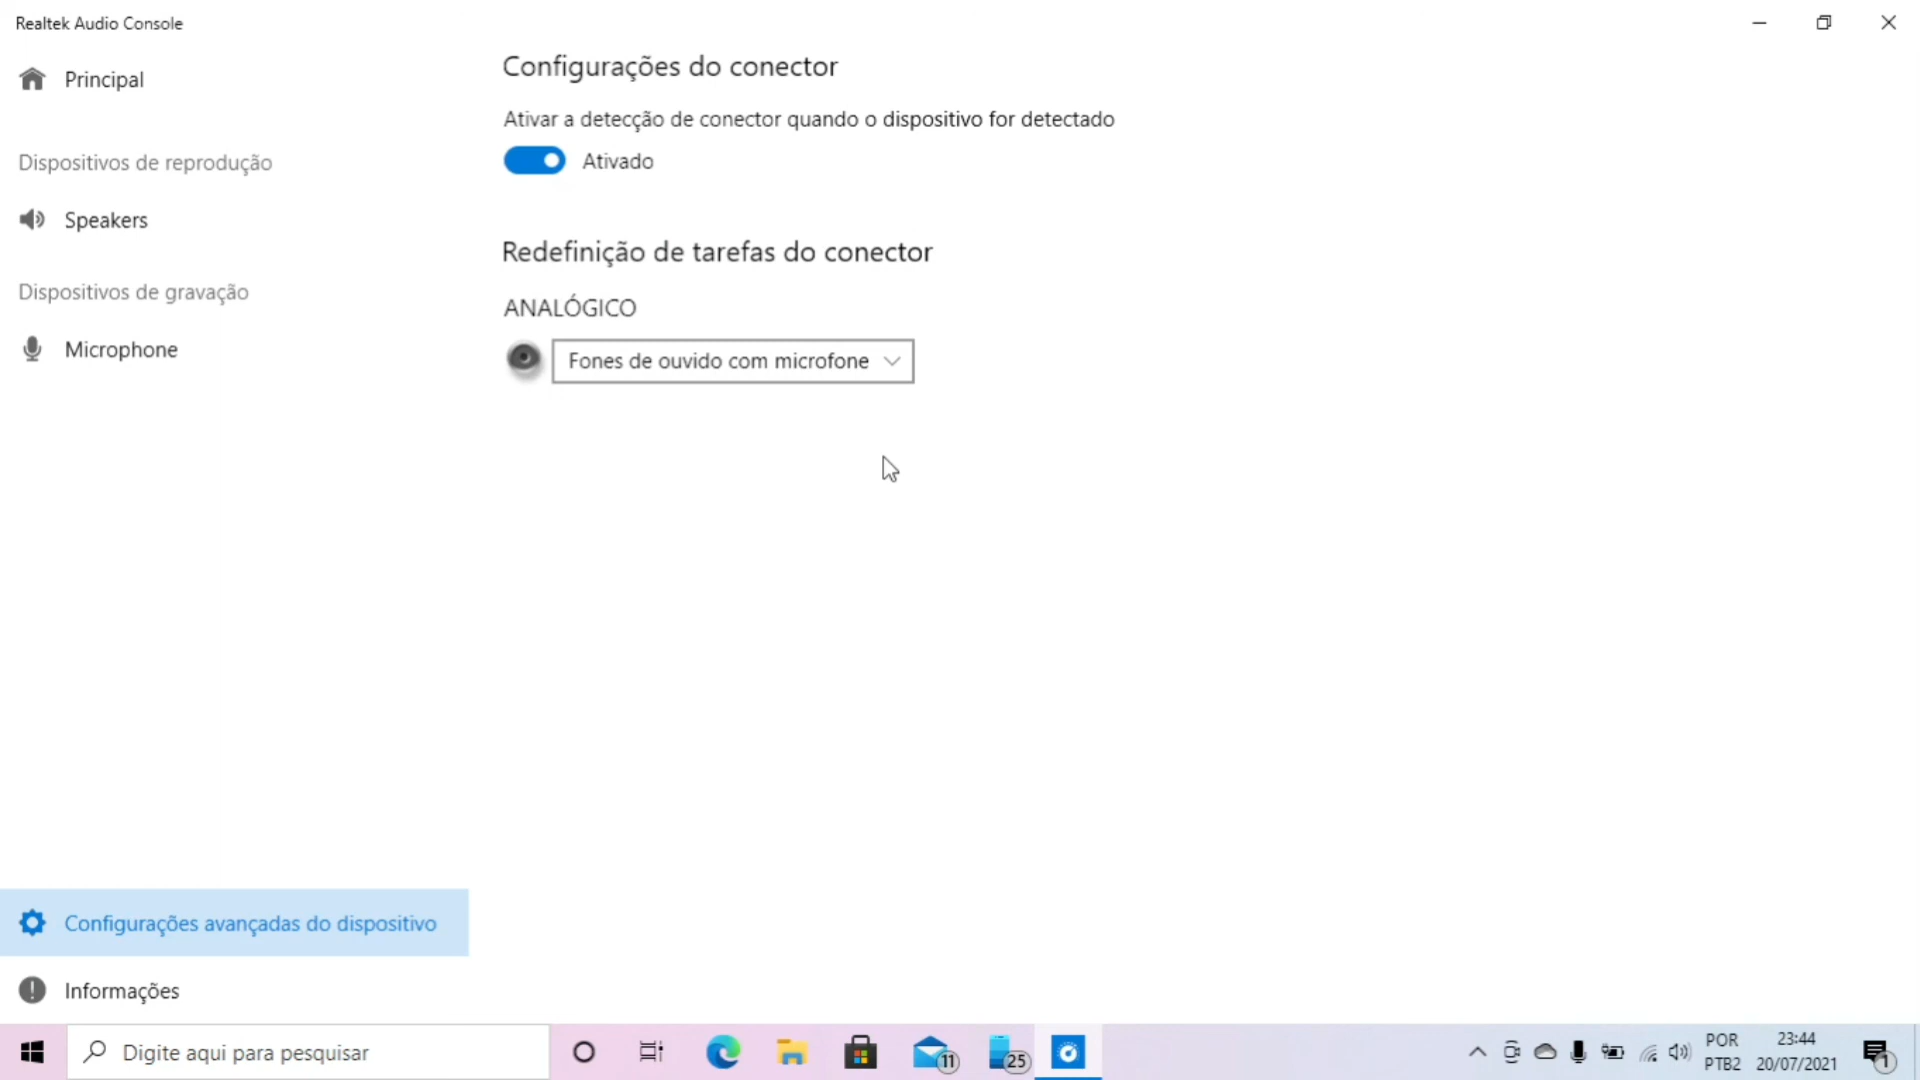 Realtek Audio Console
Principal
Dispositivos de reprodução
Speakers
Dispositivos de gravação
Microphone
Configurações do conector
Ativar a detecção de conector quando o dispositivo for detectado
Ativado
Redefinição de tarefas do conector
ANALÓGICO
Fones de ouvido com microfone
Configurações avançadas do dispositivo
Informações
Digite aqui para pesquisar
11
25
POR
PTB2
23:44
20/07/2021
1